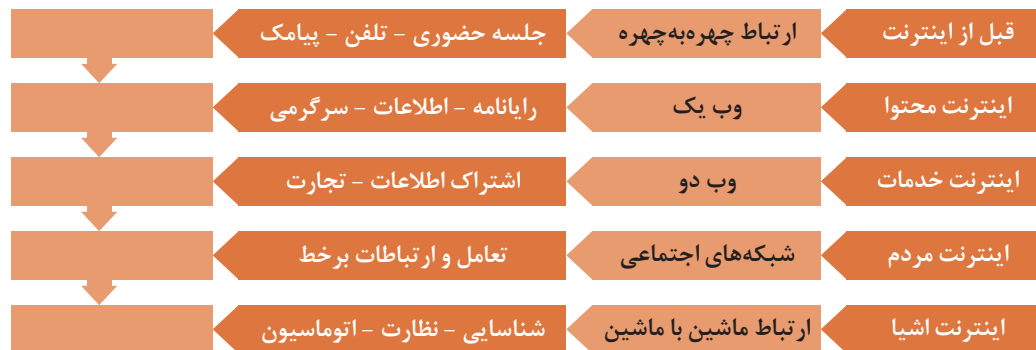 قبل از اینترنت ارتباط چهره‌به‌چهره جلسه حضوری - تلفن - پیامک
اینترنت محتوا وب یک رایانامه - اطلاعات - سرگرمی
اینترنت خدمات وب دو اشتراک اطلاعات - تجارت
اینترنت مردم شبکه‌های اجتماعی تعامل و ارتباطات برخط
اینترنت اشیا ارتباط ماشین با ماشین شناسایی - نظارت - اتوماسیون